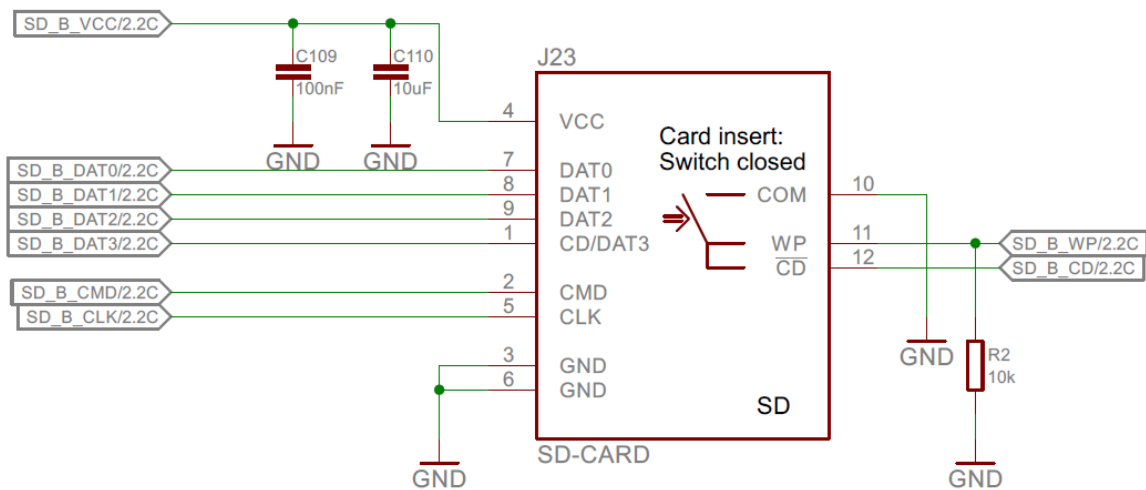 SD_B_VCC/2.2C
C109
100nF
C110
10uF
GND
GND
J23
4
VCC
Card insert:
Switch closed
SD_B_DAT0/2.2C
7
DAT0
SD_B_DAT1/2.2C
8
DAT1
COM
10
SD_B_DAT2/2.2C
9
DAT2
SD_B_DAT3/2.2C
1
CD/DAT3
WP
11
SD_B_WP/2.2C
CD
12
SD_B_CD/2.2C
SD_B_CMD/2.2C
2
CMD
SD_B_CLK/2.2C
5
CLK
3
GND
6
GND
GND
R2
10k
SD
SD-CARD
GND
GND